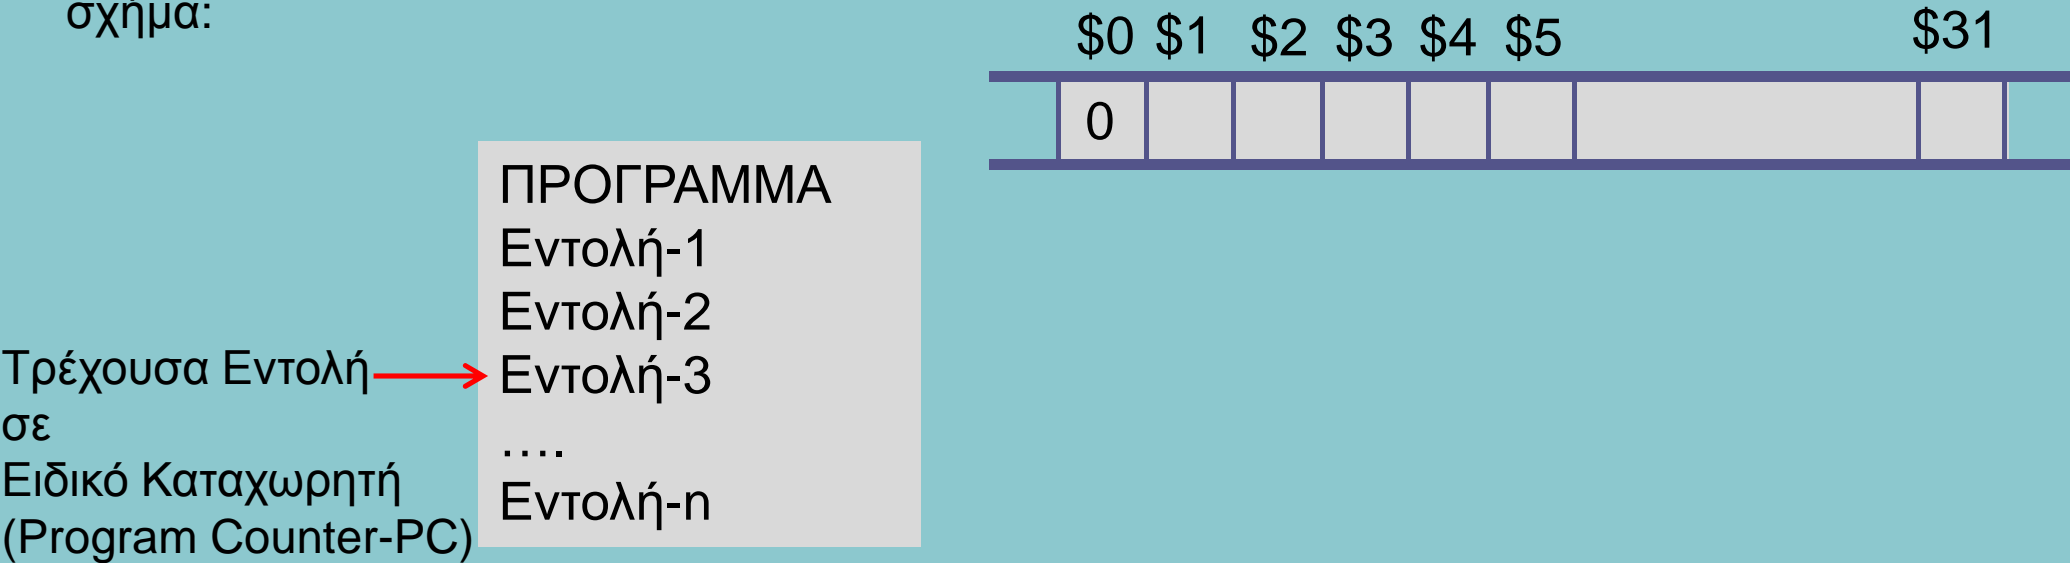 σχήμα:
$0 $1 $2 $3 $4 $5 $31
0
ΠΡΟΓΡΑΜΜΑ
Εντολή-1
Εντολή-2
Εντολή-3
….
Εντολή-n
Τρέχουσα Εντολή
σε
Ειδικό Καταχωρητή
(Program Counter-PC)